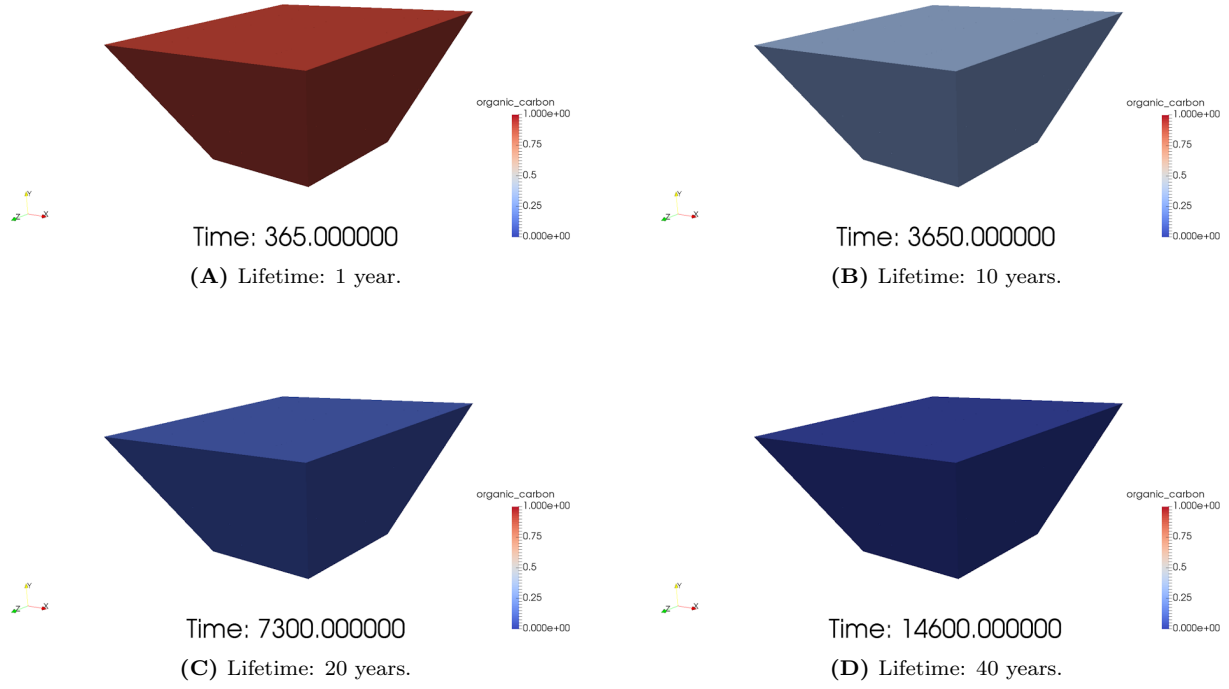 organic_carbon
1.000e+00
0.75
0.5
0.25
0.000e+00
Y
Z X
Time: 365.000000
(A) Lifetime: 1 year.
organic_carbon
1.000e+00
0.75
0.5
0.25
0.000e+00
Y
Z X
Time: 3650.000000
(B) Lifetime: 10 years.
organic_carbon
1.000e+00
0.75
0.5
0.25
0.000e+00
Y
Z X
Time: 7300.000000
(C) Lifetime: 20 years.
organic_carbon
1.000e+00
0.75
0.5
0.25
0.000e+00
Y
Z X
Time: 14600.000000
(D) Lifetime: 40 years.